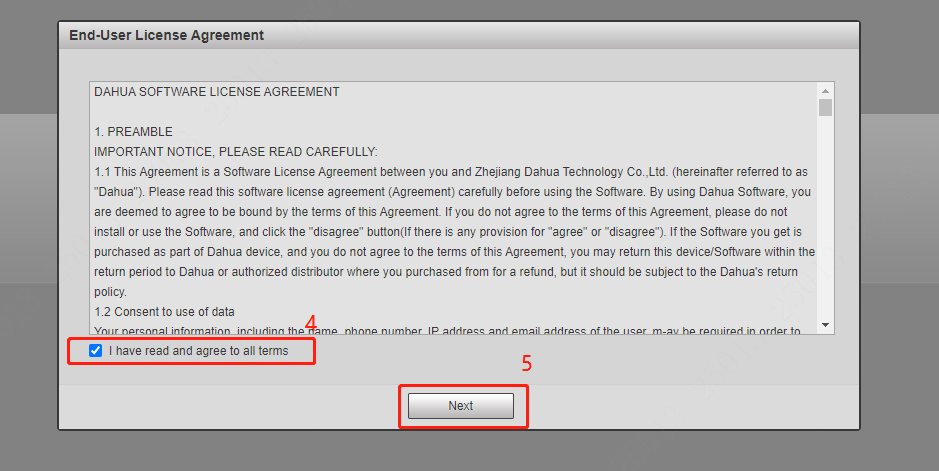 End-User License Agreement
DAHUA SOFTWARE LICENSE AGREEMENT
1. PREAMBLE
IMPORTANT NOTICE, PLEASE READ CAREFULLY:
1.1 This Agreement is a Software License Agreement between you and Zhejiang Dahua Technology Co.,Ltd. (hereinafter referred to as
"Dahua"). Please read this software license agreement (Agreement) carefully before using the Software. By using Dahua Software, you
are deemed to agree to be bound by the terms of this Agreement. If you do not agree to the terms of this Agreement, please do not
install or use the Software, and click the "disagree" button(If there is any provision for "agree" or "disagree"). If the Software you get is
purchased as part of Dahua device, and you do not agree to the terms of this Agreement, you may return this device/Software within the
return period to Dahua or authorized distributor where you purchased from for a refund, but it should be subject to the Dahua's return
policy.
1.2 Consent to use of data
Your personal information, including the name, phone number, IP address and email address of the user, m-ay be required in order to
4
I have read and agree to all terms
5
Next